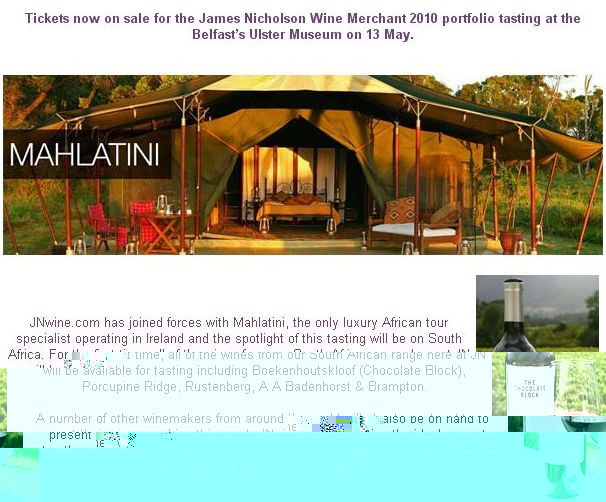 Tickets now on sale for the James Nicholson Wine Merchant 2010 portfolio tasting at the
Belfast's Ulster Museum on 13 May.
MAHLATINI
JNwine.com has joined forces with Mahlatini, the only luxury African tour
specialist operating in Ireland and the spotlight of this tasting will be on South
Africa. For time, all of the wines from our South African range here at JN
will be available for tasting including Boekenhoutskloof (Chocolate Block),
Porcupine Ridge, Rustenberg, A A Badenhorst & Brampton.
A number of other winemakers from around also be on hand to
present
THE
CHOCOLATE
BLOCK